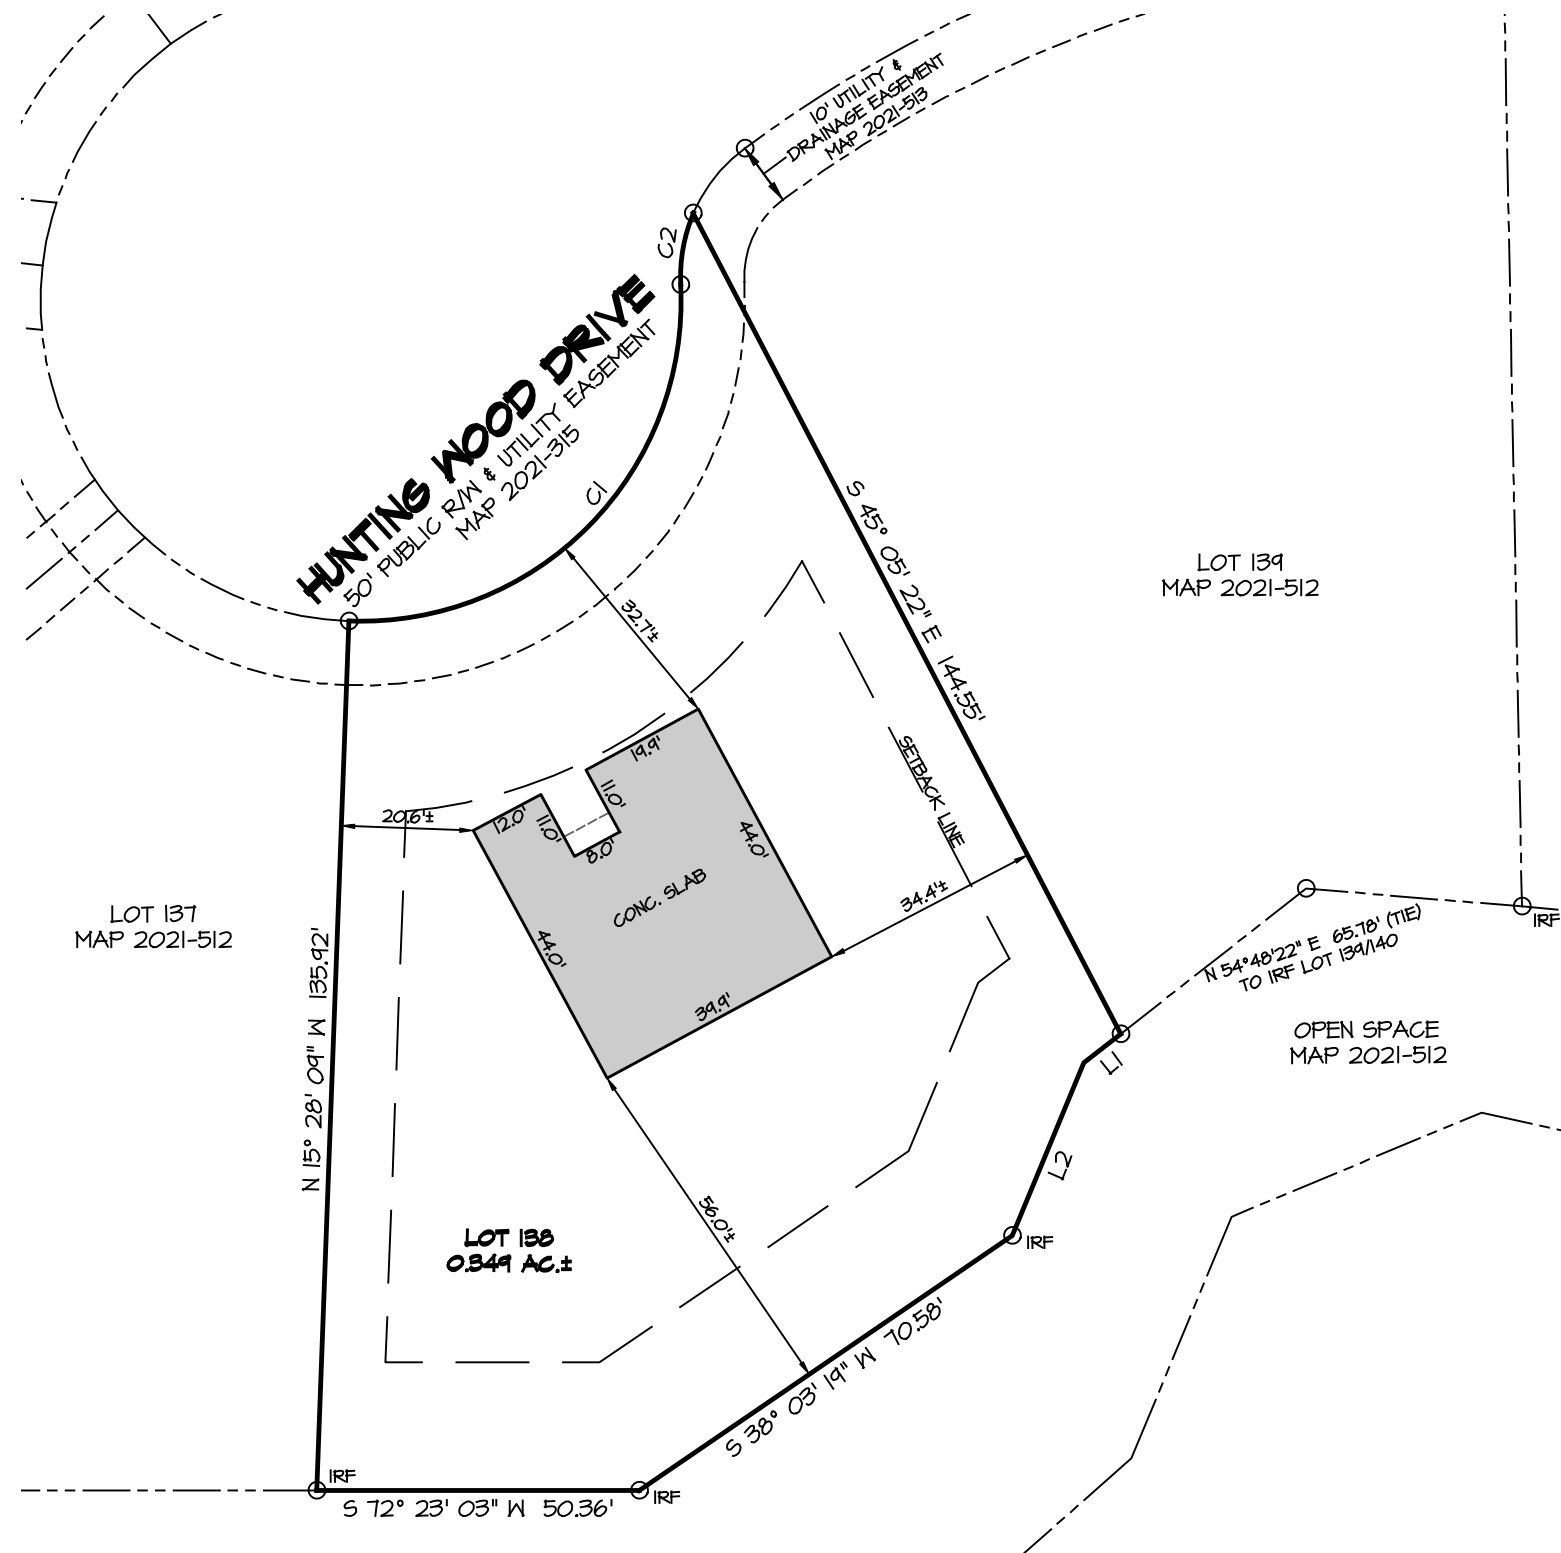 10' UTILITY &
DRAINAGE EASEMENT
MAP 2021-513
C2
HUNTING WOOD DRIVE
50' PUBLIC R/W & UTILITY EASEMENT
MAP 2021-315
C1
S 45° 05' 22" E 144.55'
LOT 139
MAP 2021-512
32.7'±
SETBACK LINE
19.9'
11.0'
20.6'±
12.0'
11.0'
8.0'
44.0'
CONC. SLAB
34.4'±
LOT 137
MAP 2021-512
44.0'
39.9'
N 15° 28' 09" W 135.92'
IRF
N 54°48'22" E 65.78' (TIE)
TO IRF LOT 139/140
OPEN SPACE
MAP 2021-512
L1
L2
56.0'±
LOT 138
0.349 AC.±
IRF
S 38° 03' 19" W 70.58'
IRF
IRF
S 72° 23' 03" W 50.36'